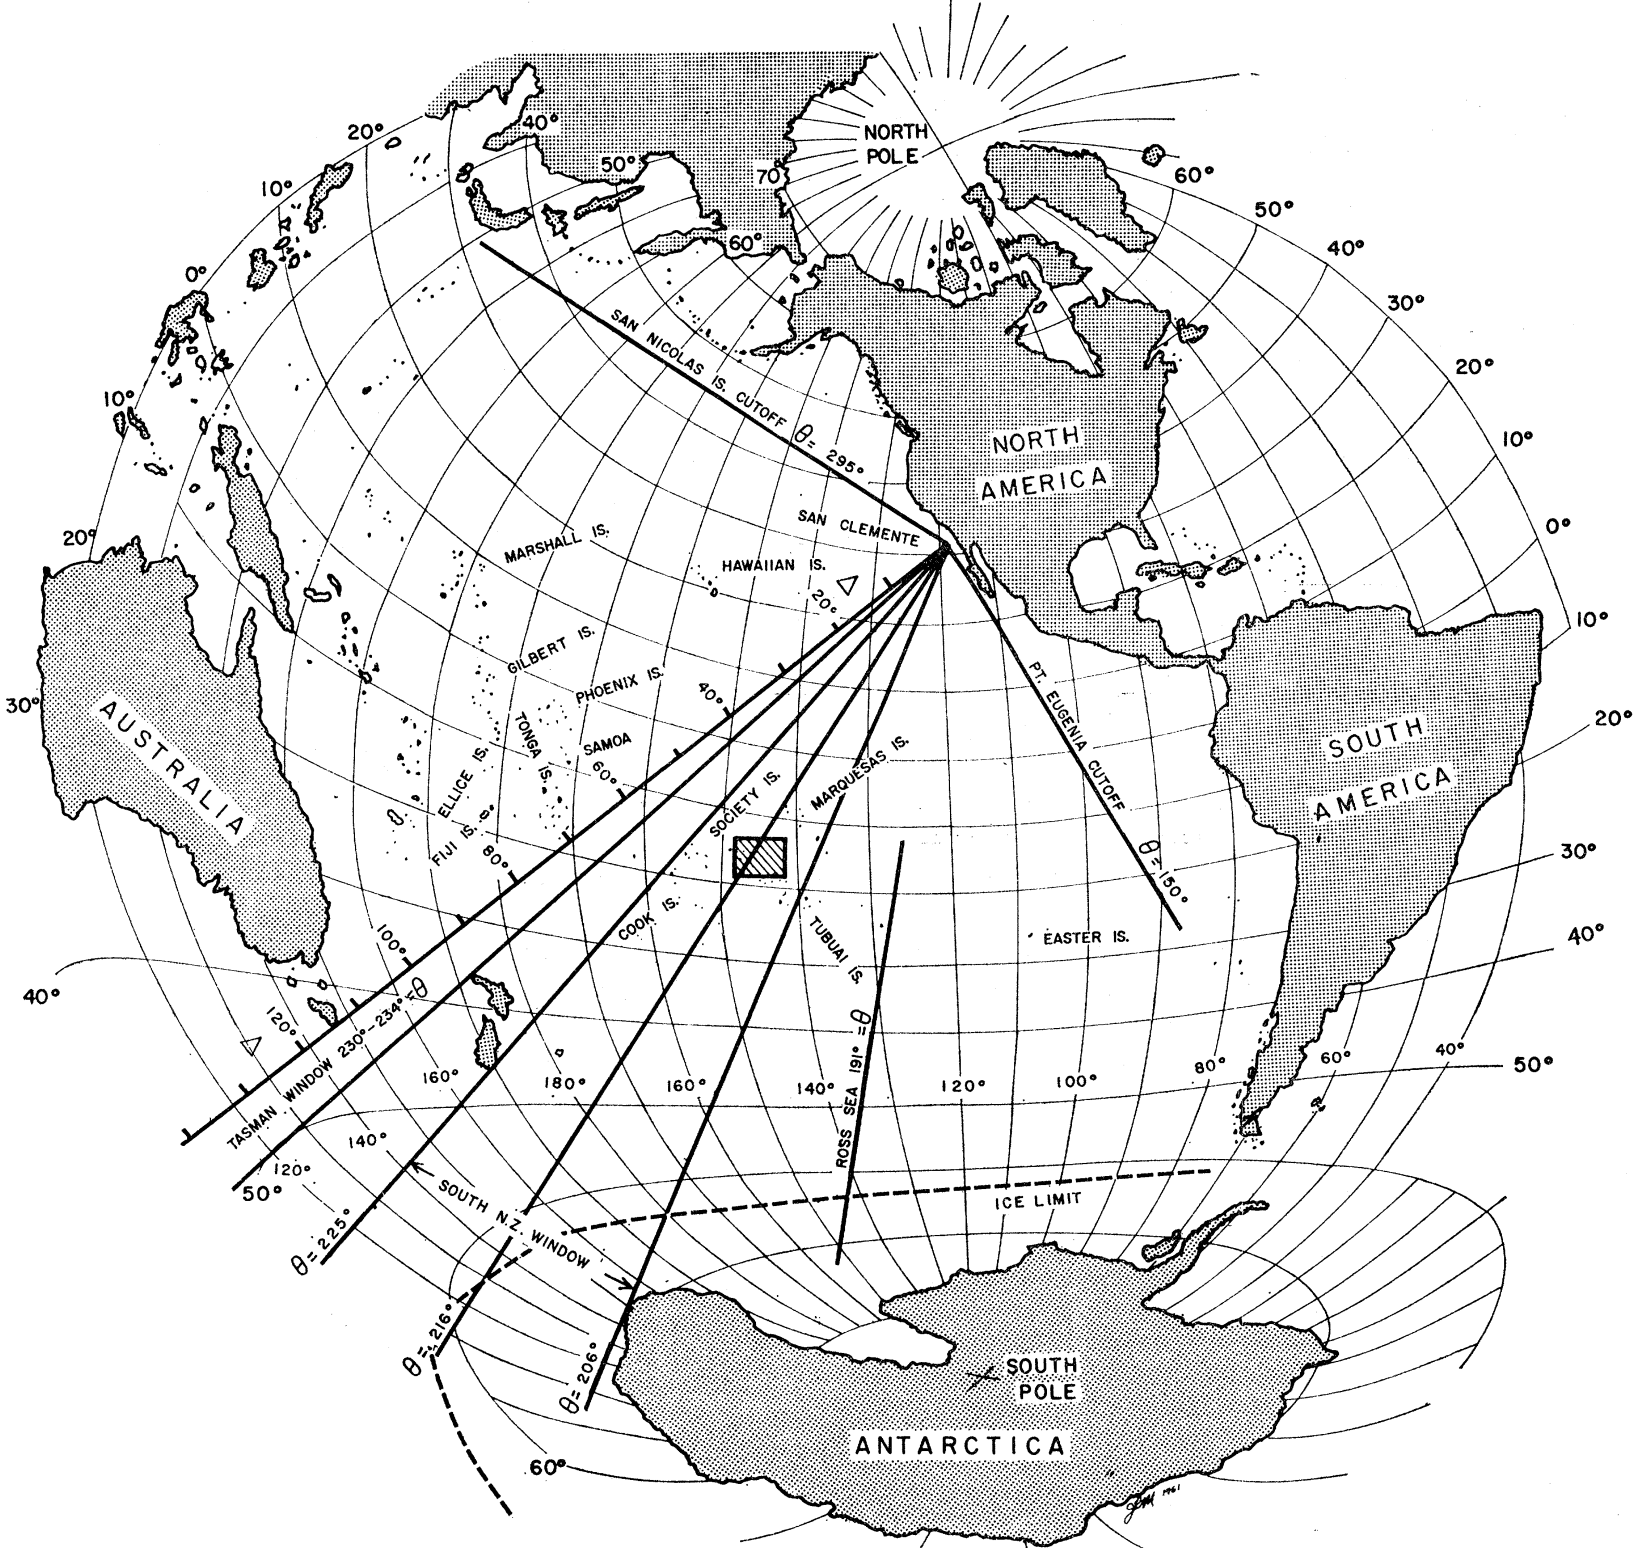 NORTH
POLE
20°
40°
10°
50°
70
60°
60°
50°
40°
0°
30°
SAN NICOLAS IS. CUTOFF θ= 295°
20°
10°
10°
NORTH
AMERICA
SAN CLEMENTE
MARSHALL IS.
HAWAIIAN IS.
20°
0°
20°
10°
GILBERT IS.
PHOENIX IS.
40°
30°
AUSTRALIA
TONGA IS.
SAMOA
60°
ELLICE IS.
FIJI IS.
80°
SOCIETY IS.
MARQUESAS IS.
PT. EUGENIA CUTOFF θ=150°
SOUTH
AMERICA
20°
30°
COOK IS.
TUBUAI IS.
EASTER IS.
40°
100°
40°
120°
TASMAN WINDOW 230°-234°=θ
ROSS SEA 191° =θ
160°
180°
160°
140°
120°
100°
80°
60°
40°
50°
140°
120°
50°
SOUTH N.Z. WINDOW
ICE LIMIT
θ=225°
θ=216°
θ=206°
SOUTH
POLE
ANTARCTICA
60°
1961